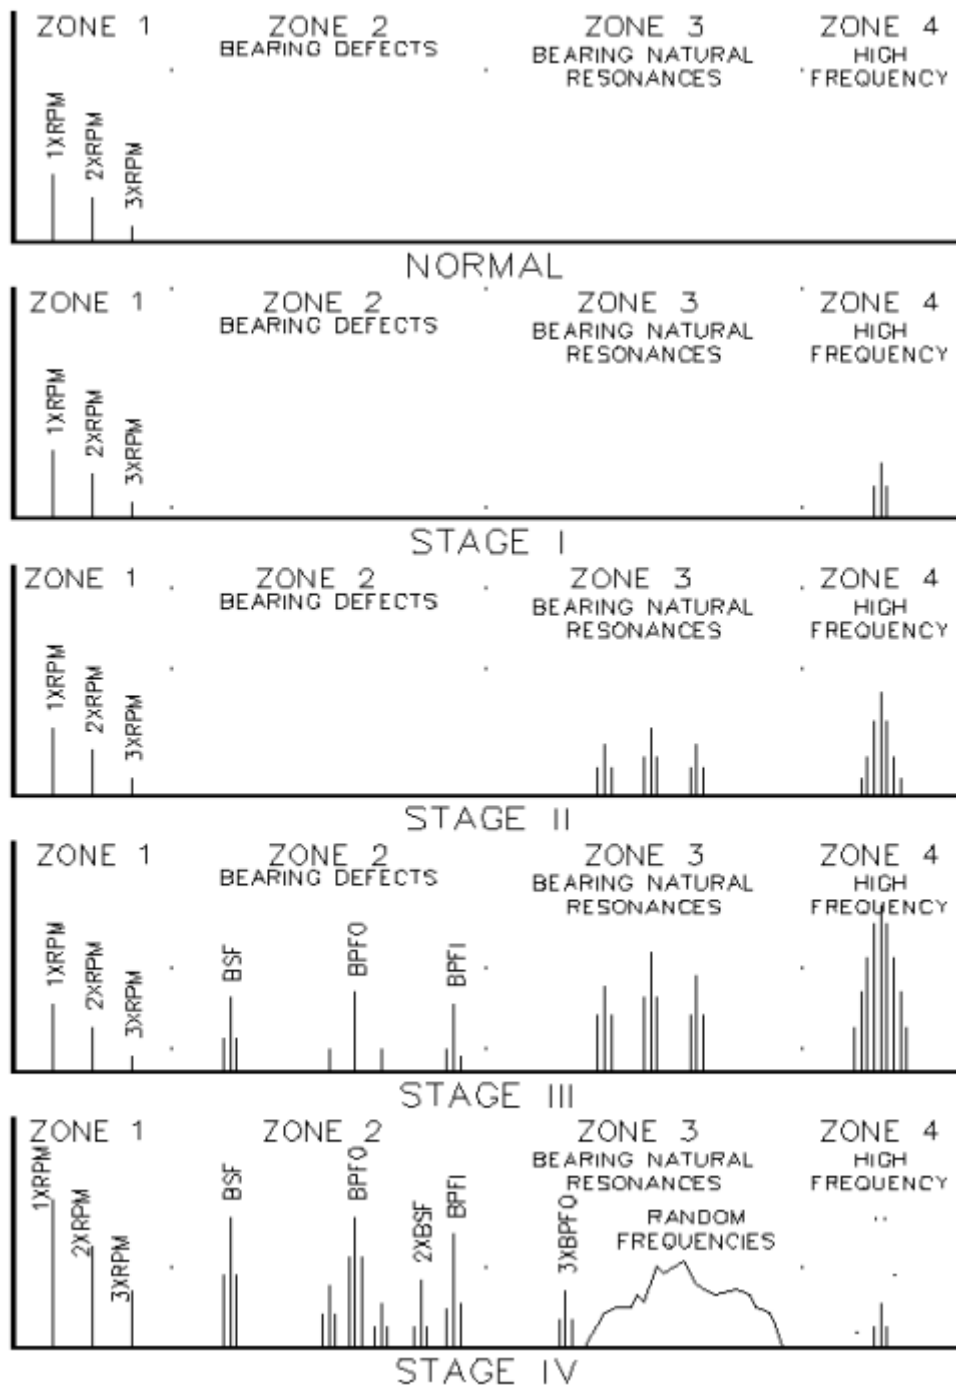 ZONE 1 ZONE 2 ZONE 3 ZONE 4
BEARING DEFECTS BEARING NATURAL HIGH
RESONANCES FREQUENCY
1XRPM 2XRPM 3XRPM
NORMAL
ZONE 1 ZONE 2 ZONE 3 ZONE 4
BEARING DEFECTS BEARING NATURAL HIGH
RESONANCES FREQUENCY
1XRPM 2XRPM 3XRPM
STAGE I
ZONE 1 ZONE 2 ZONE 3 ZONE 4
BEARING DEFECTS BEARING NATURAL HIGH
RESONANCES FREQUENCY
1XRPM 2XRPM 3XRPM
STAGE II
ZONE 1 ZONE 2 ZONE 3 ZONE 4
BEARING DEFECTS BEARING NATURAL HIGH
RESONANCES FREQUENCY
1XRPM 2XRPM 3XRPM BSF BPFO BPFI
STAGE III
ZONE 1 ZONE 2 ZONE 3 ZONE 4
BEARING NATURAL HIGH
RESONANCES FREQUENCY
1XRPM 2XRPM 3XRPM BSF BPFO 2XBSF BPFI 3XBPFO
RANDOM
FREQUENCIES
STAGE IV